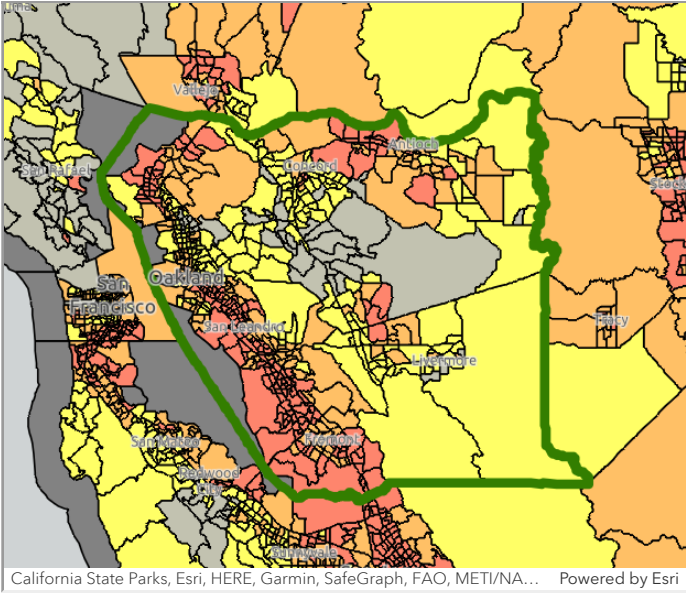 Vallejo
San Rafael
Concord
Antioch
Stock
San
Francisco
Oakland
San Leandro
Tracy
Livermore
San Mateo
Fremont
Redwood
City
Sunnyvale
California State Parks, Esri, HERE, Garmin, SafeGraph, FAO, METI/NA... Powered by Esri